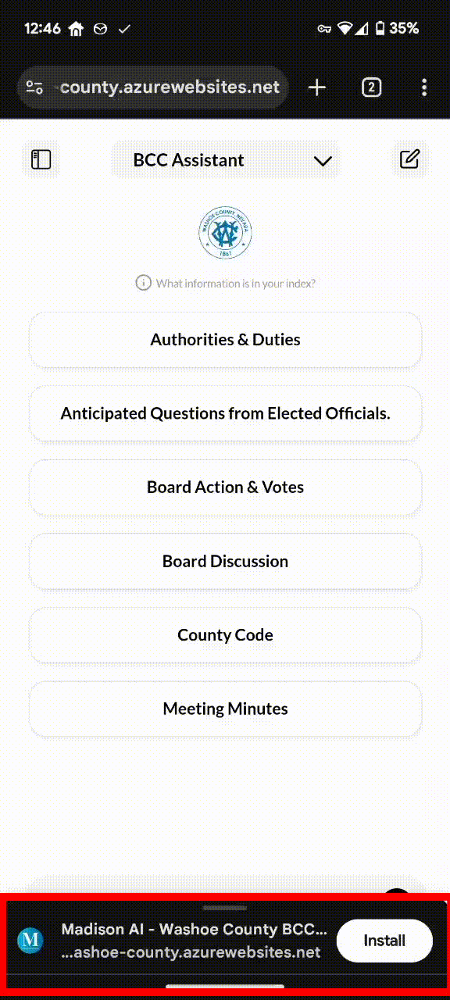 12:46
35%
-county.azurewebsites.net
2
BCC Assistant
WASHOE COUNTY, NEVADA
1861
What information is in your index?
Authorities & Duties
Anticipated Questions from Elected Officials.
Board Action & Votes
Board Discussion
County Code
Meeting Minutes
M
Madison AI - Washoe County BCC...
Install
...ashoe-county.azurewebsites.net